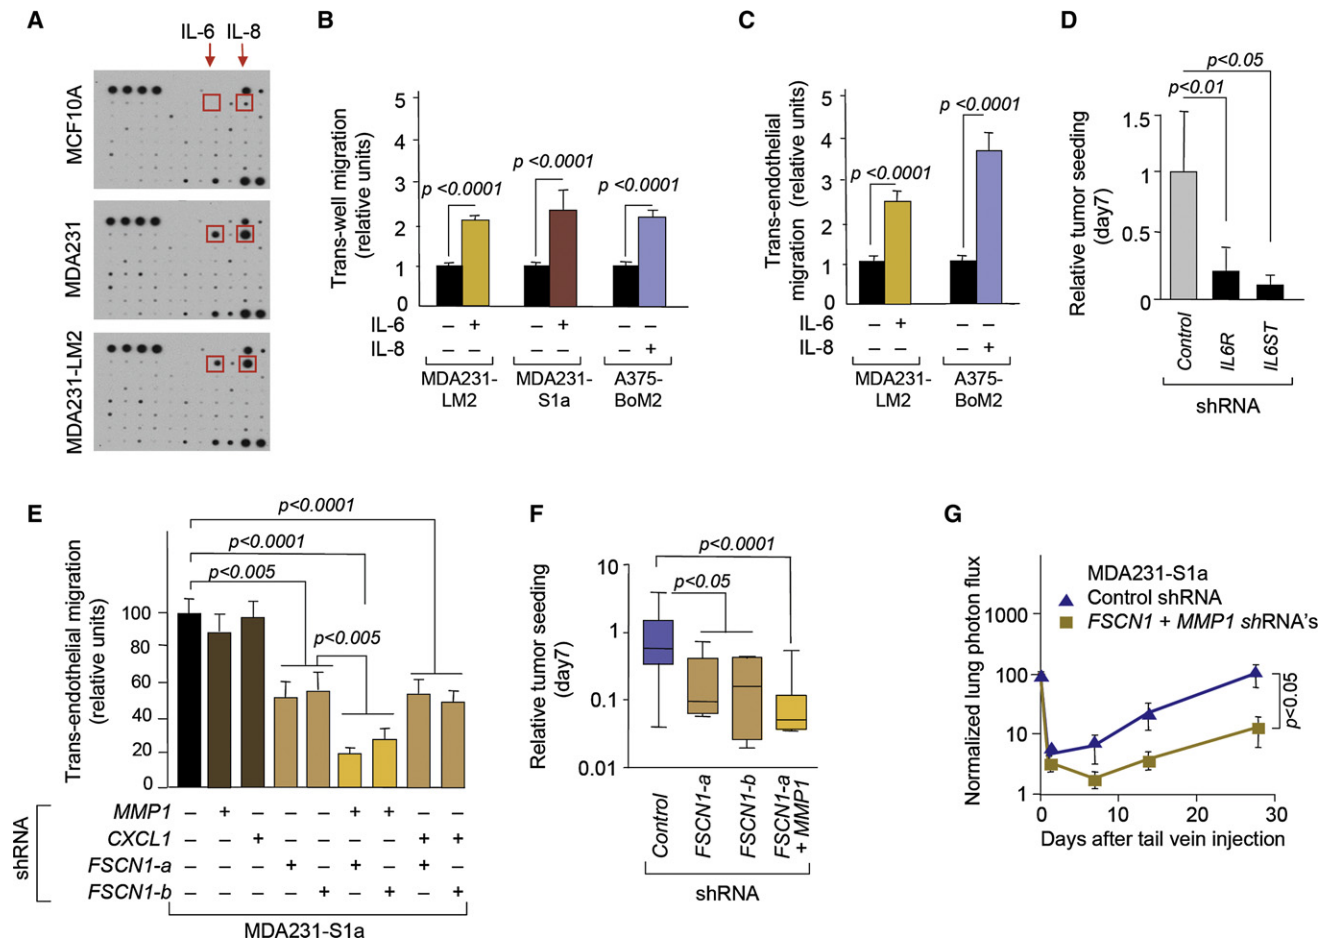 A
IL-6 IL-8
MCF10A
MDA231
MDA231-LM2
B
Trans-well migration
(relative units)
5
4
3
2
1
0
p <0.0001
p <0.0001
p <0.0001
IL-6 – + – + – –
IL-8 – – – – – +
MDA231-
LM2
MDA231-
S1a
A375-
BoM2
C
Trans-endothelial
migration (relative units)
5
4
3
2
1
0
p <0.0001
p <0.0001
IL-6 – + – –
IL-8 – – – +
MDA231-
LM2
A375-
BoM2
D
Relative tumor seeding
(day7)
1.5
1
0.5
0
p<0.05
p<0.01
Control
IL6R
IL6ST
shRNA
E
Trans-endothelial migration
(relative units)
100
80
60
40
20
0
p<0.0001
p<0.0001
p<0.005
p<0.005
shRNA
MMP1 – + – – – + + – –
CXCL1 – – + – – – – + +
FSCN1-a – – – + – + – + –
FSCN1-b – – – – + – + – +
MDA231-S1a
F
Relative tumor seeding
(day7)
10
1
0.1
0.01
p<0.0001
p<0.05
Control
FSCN1-a
FSCN1-b
FSCN1-a
+ MMP1
shRNA
G
Normalized lung photon flux
1000
100
10
1
MDA231-S1a
Control shRNA
FSCN1 + MMP1 shRNA's
p<0.05
0 10 20 30
Days after tail vein injection